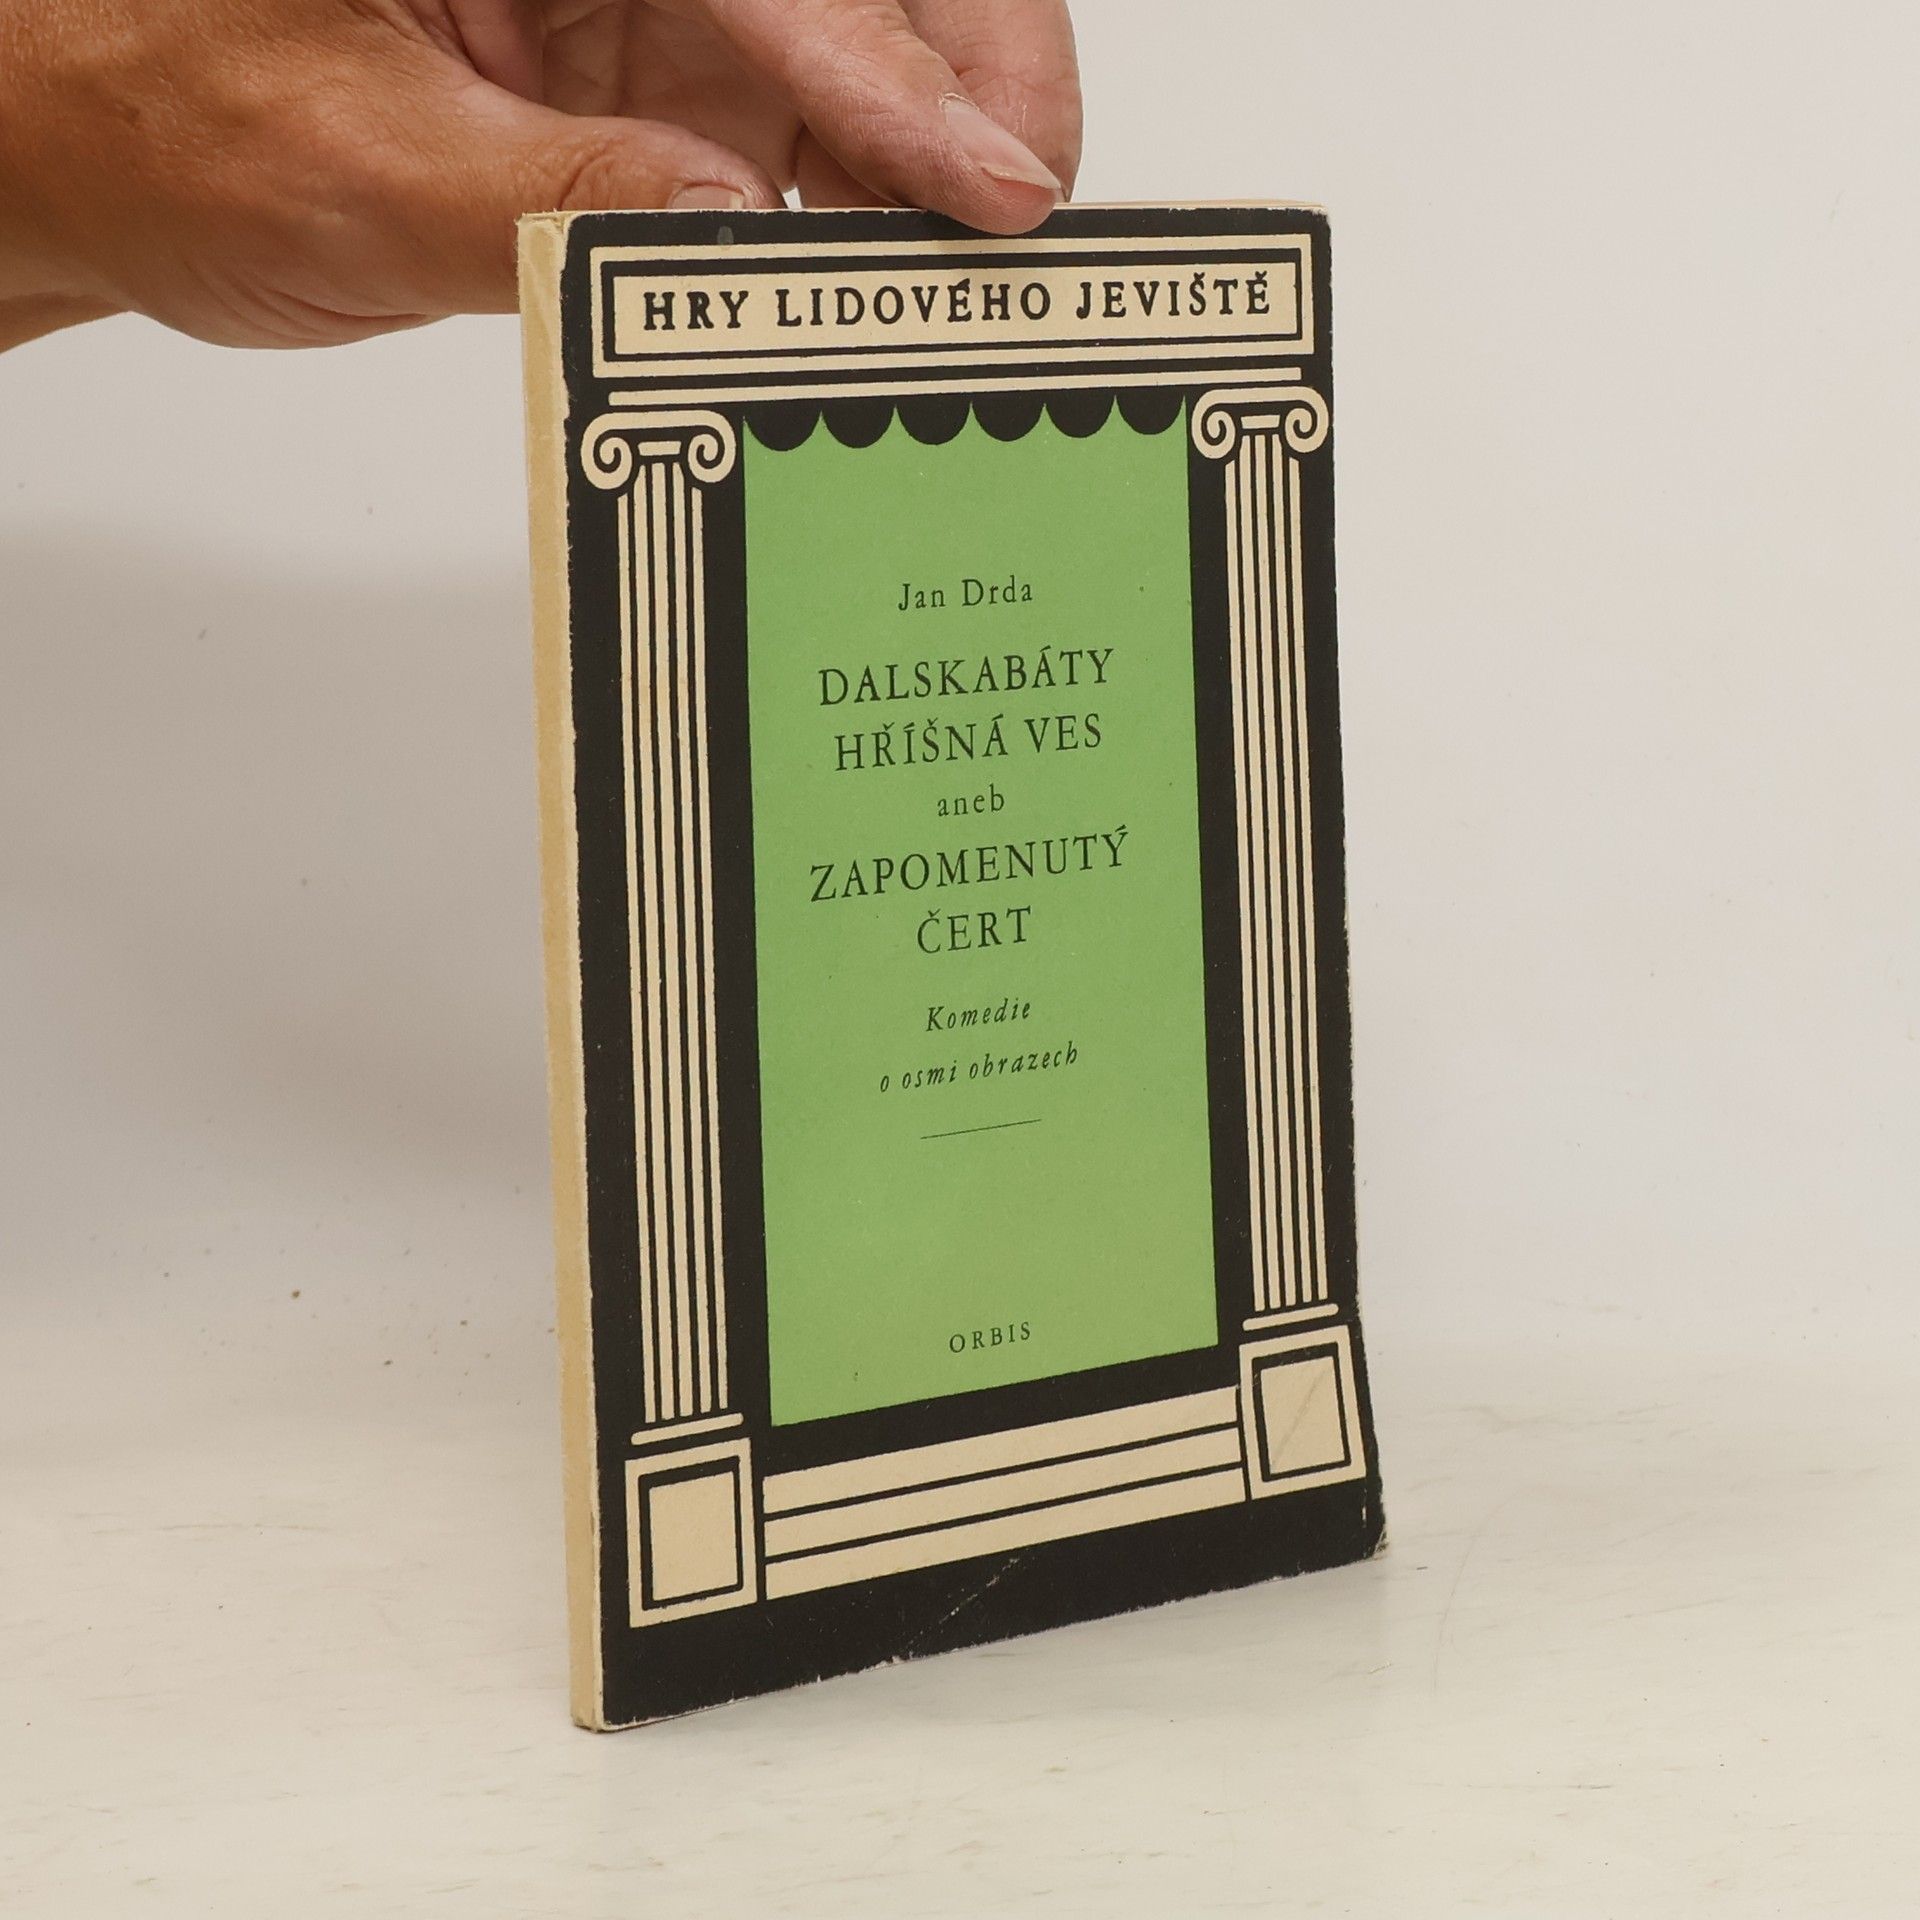 HRY LIDOVÉHO JEVIŠTĚ
Jan Drda
DALSKABÁTY
HŘÍŠNÁ VES
aneb
ZAPOMENUTÝ
ČERT
Komedie
o osmi obrazech
ORBIS